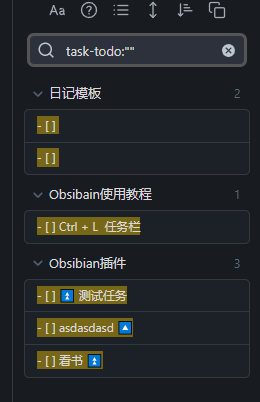 Aa
task-todo:""
日记模板 2
- [ ]
- [ ]
Obsibain使用教程 1
- [ ] Ctrl + L 任务栏
Obsibian插件 3
- [ ] ⏫ 测试任务
- [ ] asdasdasd 🔼
- [ ] 看书 ⏫